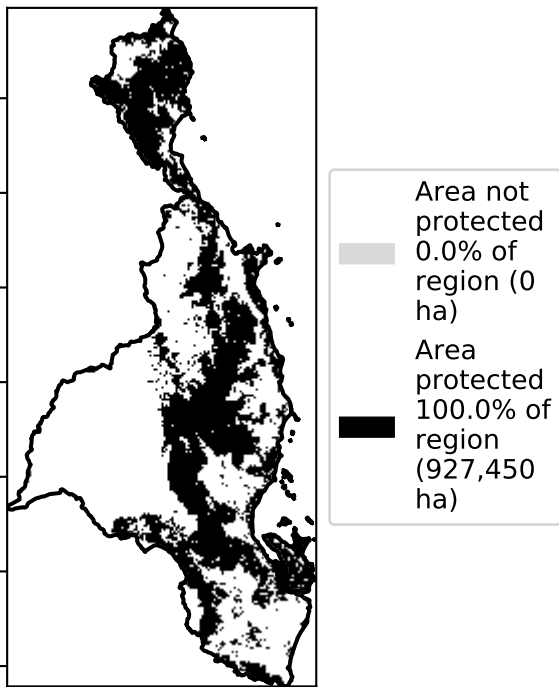 Area not
protected
0.0% of
region (0
ha)
Area
protected
100.0% of
region
(927,450
ha)